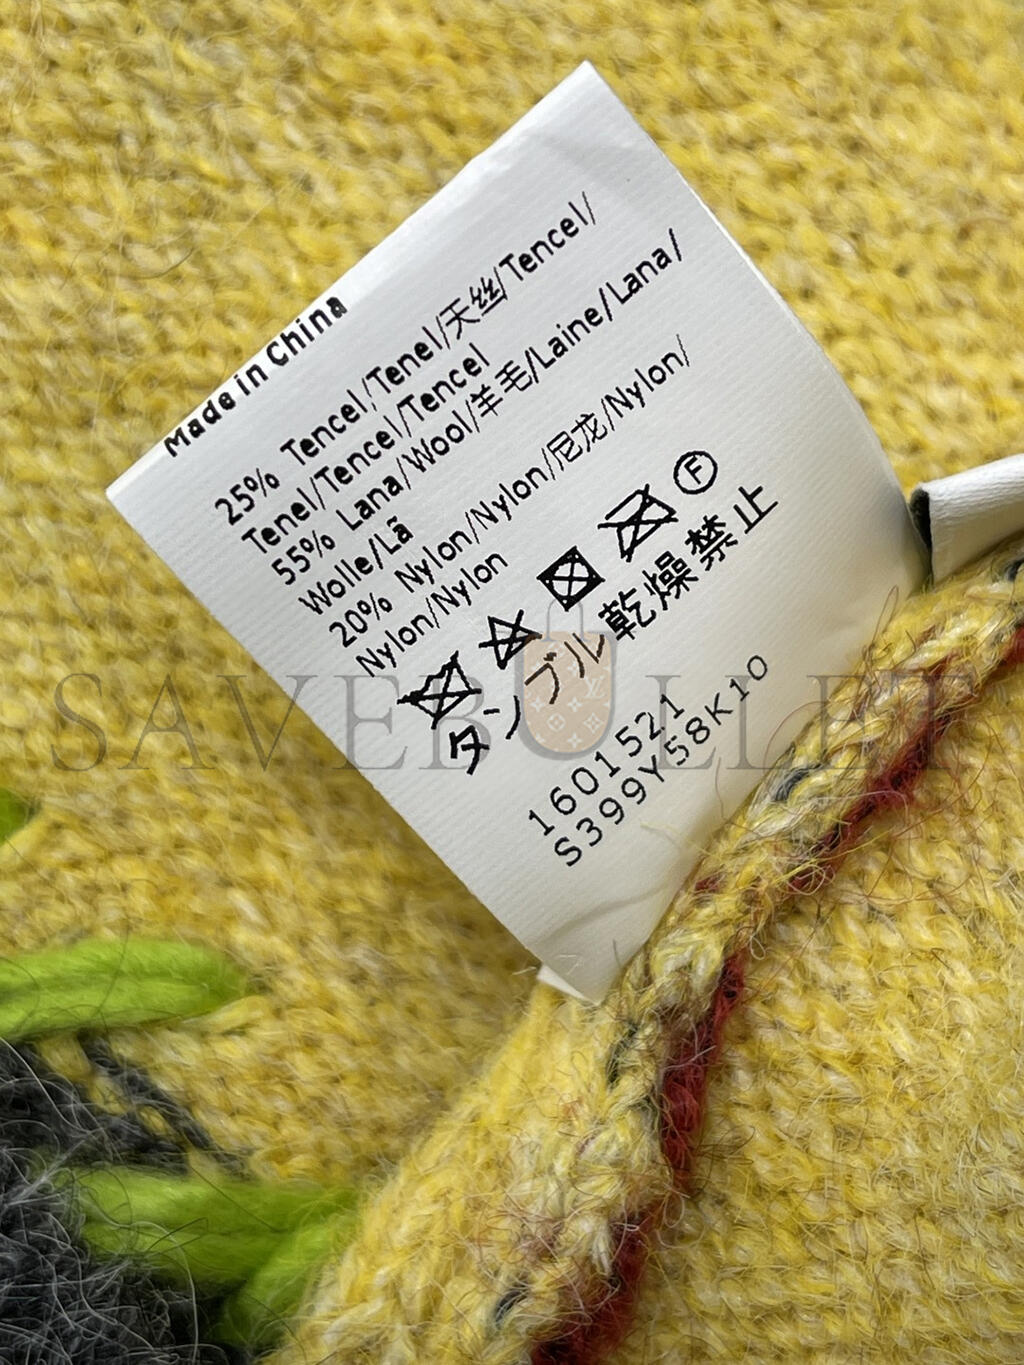 Made in China
25% Tencel/Tenel/天丝/Tencel/
Tenel/Tencel/Tencel
55% Lana/Wool/羊毛/Laine/Lana/
Wolle/Lã
20% Nylon/Nylon/尼龙/Nylon/
Nylon/Nylon
F
タンブル乾燥禁止
1601521
S399Y58K10
SAVEBULLET